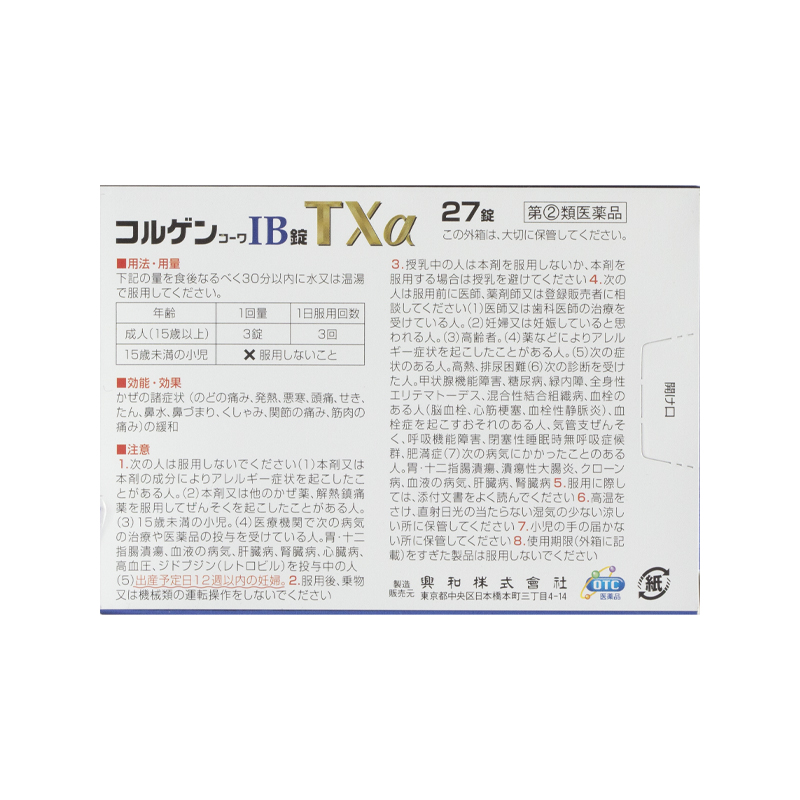 コルゲンコーワIB錠TXα 27錠 第②類医薬品
この外箱は、大切に保管してください。
■用法・用量
下記の量を食後なるべく30分以内に水又は温湯
で服用してください。
年齢 1回量 1日服用回数
成人(15歳以上) 3錠 3回
15歳未満の小児 ✕ 服用しないこと
■効能・効果
かぜの諸症状(のどの痛み、発熱、悪寒、頭痛、せき、
たん、鼻水、鼻づまり、くしゃみ、関節の痛み、筋肉の
痛み)の緩和
■注意
1.次の人は服用しないでください(1)本剤又は
本剤の成分によりアレルギー症状を起こしたこ
とがある人。(2)本剤又は他のかぜ薬、解熱鎮痛
薬を服用してぜんそくを起こしたことがある人。
(3)15歳未満の小児。(4)医療機関で次の病気
の治療や医薬品の投与を受けている人。胃・十二
指腸潰瘍、血液の病気、肝臓病、腎臓病、心臓病、
高血圧、ジドブジン(レトロビル)を投与中の人
(5)出産予定日12週以内の妊婦。2.服用後、乗物
又は機械類の運転操作をしないでください
3.授乳中の人は本剤を服用しないか、本剤を
服用する場合は授乳を避けてください4.次の
人は服用前に医師、薬剤師又は登録販売者に相
談してください(1)医師又は歯科医師の治療を
受けている人。(2)妊婦又は妊娠していると思
われる人。(3)高齢者。(4)薬などによりアレル
ギー症状を起こしたことがある人。(5)次の症
状のある人。高熱、排尿困難(6)次の診断を受け
た人。甲状腺機能障害、糖尿病、緑内障、全身性
エリテマトーデス、混合性結合組織病、血栓の
ある人(脳血栓、心筋梗塞、血栓性静脈炎)、血
栓症を起こすおそれのある人、気管支ぜんそ
く、呼吸機能障害、閉塞性睡眠時無呼吸症候
群、肥満症(7)次の病気にかかったことのある
人。胃・十二指腸潰瘍、潰瘍性大腸炎、クローン
病、血液の病気、肝臓病、腎臓病5.服用に際し
ては、添付文書をよく読んでください6.高温を
さけ、直射日光の当たらない湿気の少ない涼し
い所に保管してください7.小児の手の届かな
い所に保管してください8.使用期限(外箱に記
載)をすぎた製品は服用しないでください
製造販売元 興和株式會社
東京都中央区日本橋本町三丁目4-14
OTC
医薬品
紙
開け口